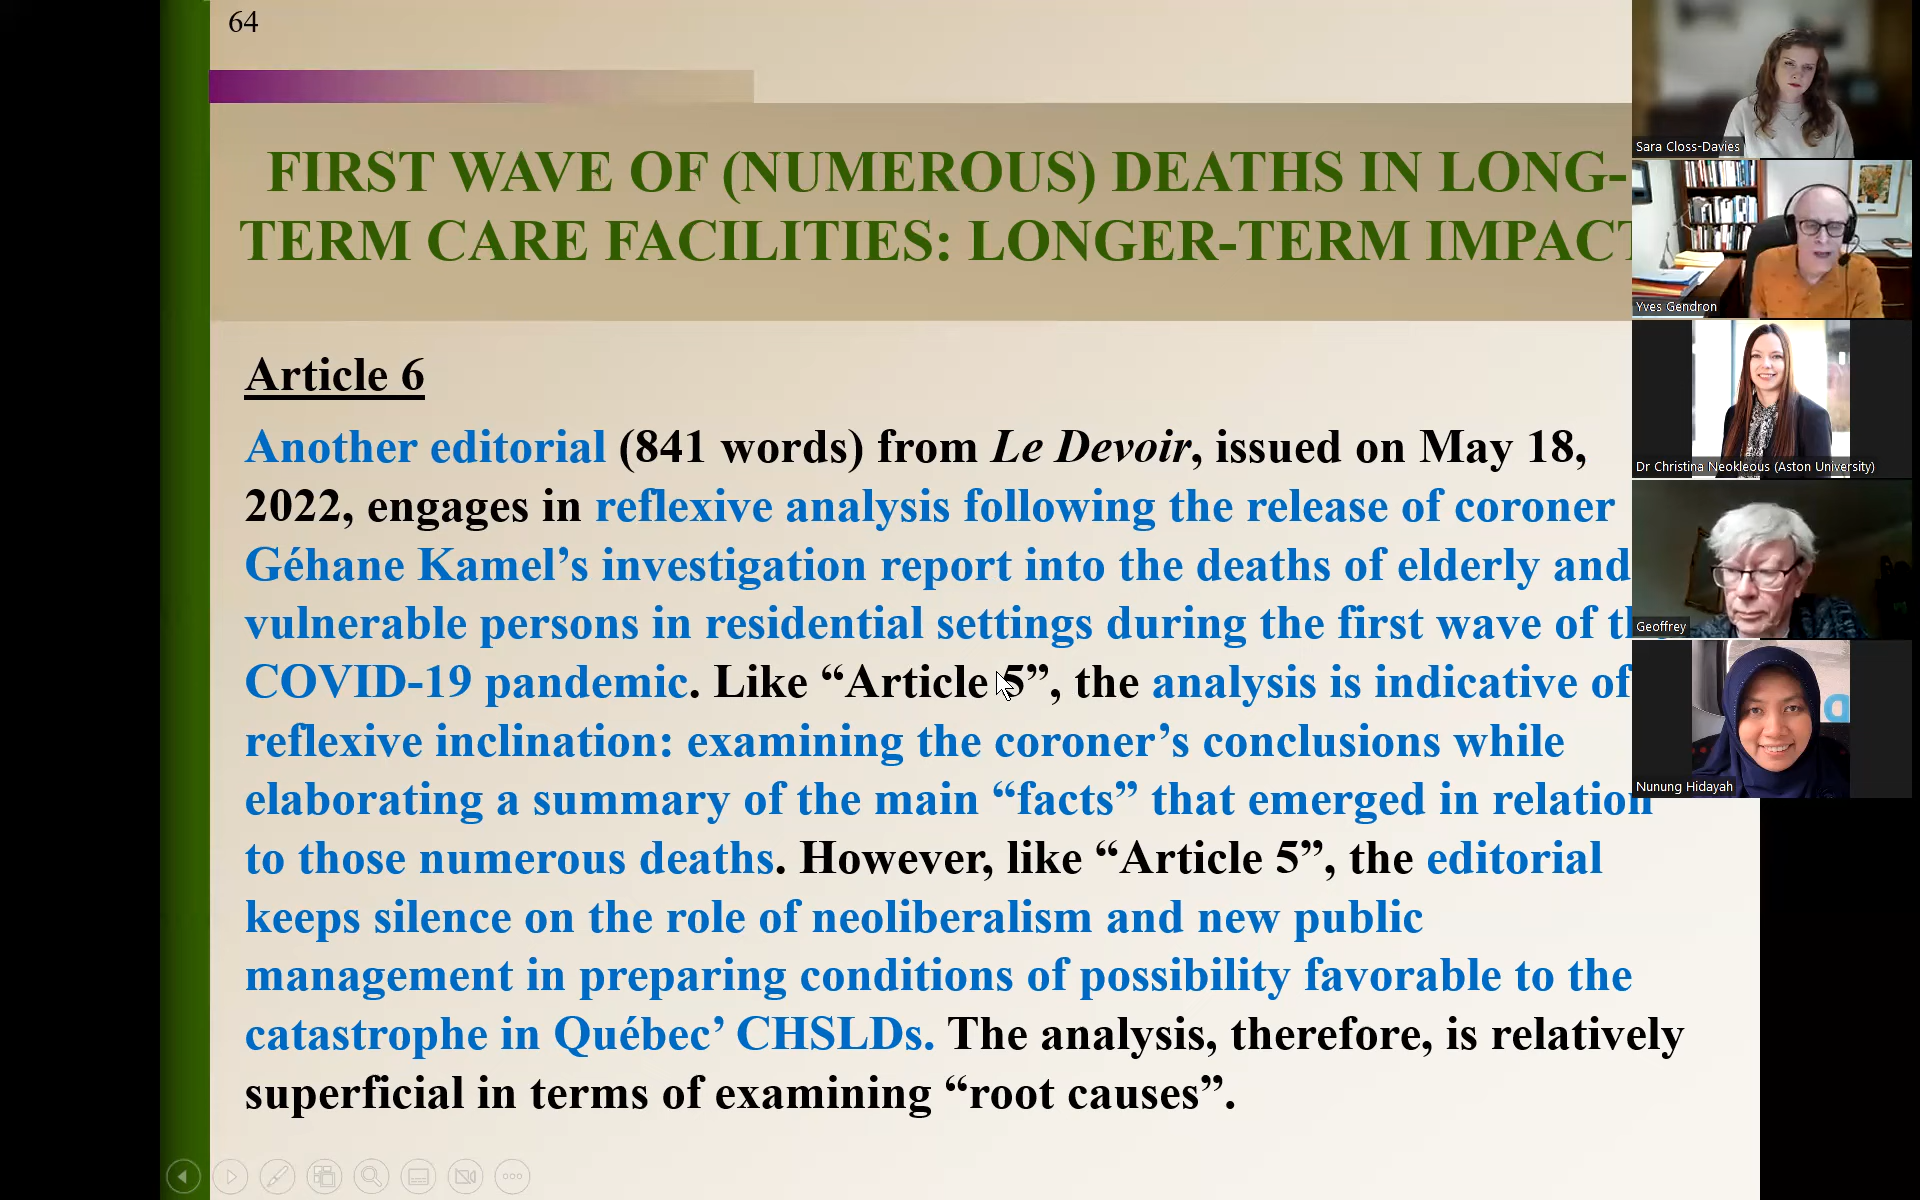 64
FIRST WAVE OF (NUMEROUS) DEATHS IN LONG-
TERM CARE FACILITIES: LONGER-TERM IMPACT
Article 6
Another editorial (841 words) from Le Devoir, issued on May 18,
2022, engages in reflexive analysis following the release of coroner
Géhane Kamel’s investigation report into the deaths of elderly and
vulnerable persons in residential settings during the first wave of
COVID-19 pandemic. Like “Article 5”, the analysis is indicative of
reflexive inclination: examining the coroner’s conclusions while
elaborating a summary of the main “facts” that emerged in relation
to those numerous deaths. However, like “Article 5”, the editorial
keeps silence on the role of neoliberalism and new public
management in preparing conditions of possibility favorable to the
catastrophe in Québec’ CHSLDs. The analysis, therefore, is relatively
superficial in terms of examining “root causes”.
Sara Closs-Davies
Yves Gendron
Dr Christina Neokleous (Aston University)
Geoffrey
Nunung Hidayah